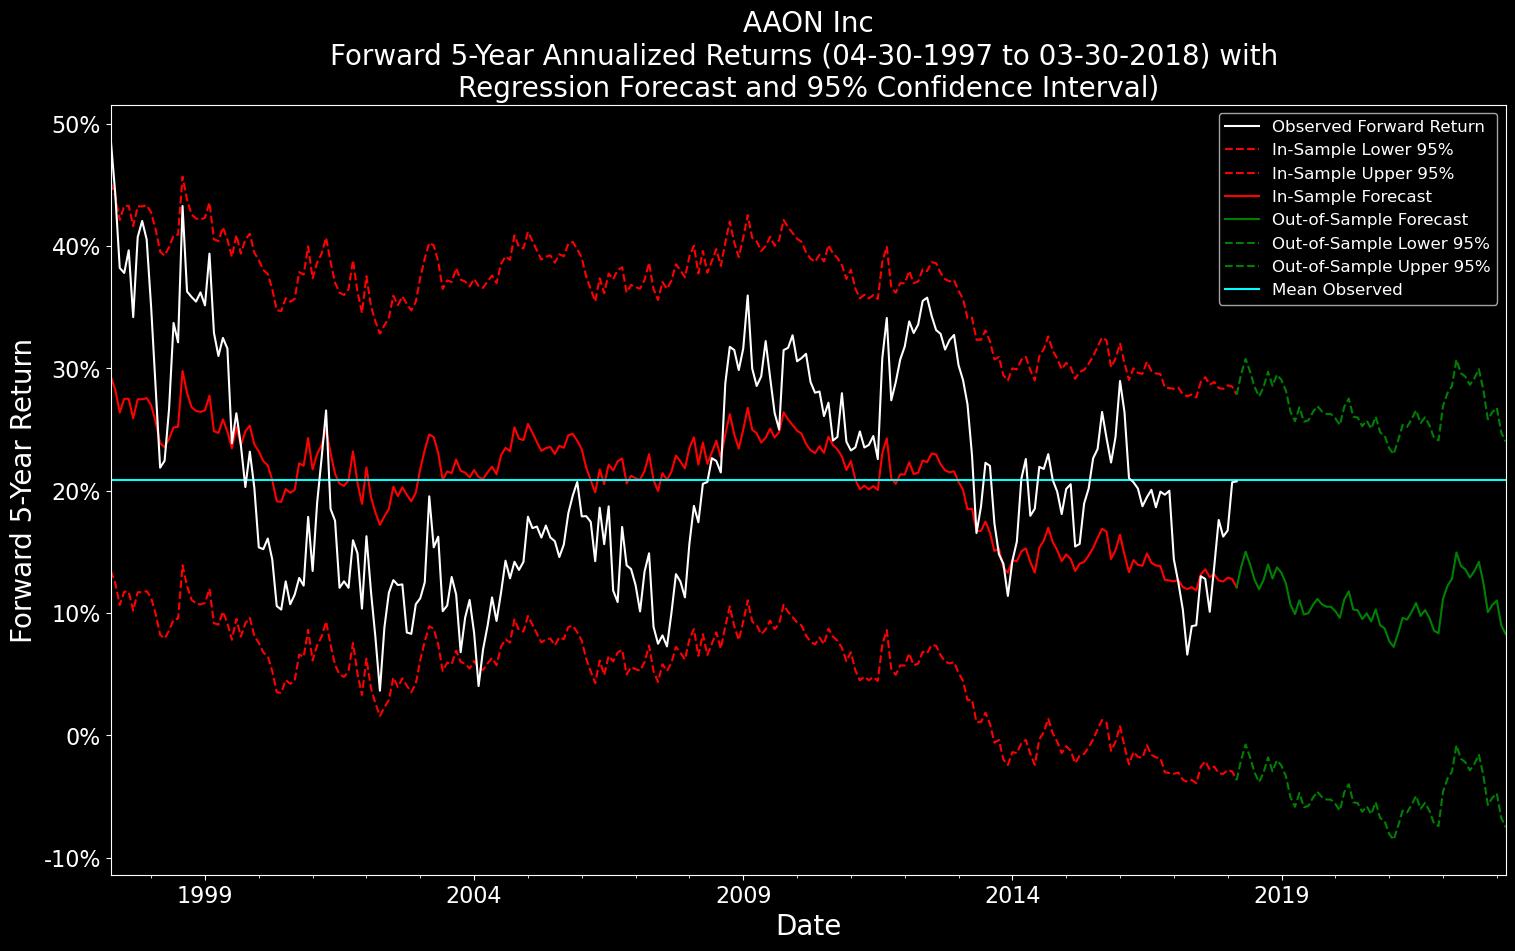 AAON Inc
Forward 5-Year Annualized Returns (04-30-1997 to 03-30-2018) with
Regression Forecast and 95% Confidence Interval)
Forward 5-Year Return
50%
40%
30%
20%
10%
0%
-10%
Observed Forward Return
In-Sample Lower 95%
In-Sample Upper 95%
In-Sample Forecast
Out-of-Sample Forecast
Out-of-Sample Lower 95%
Out-of-Sample Upper 95%
Mean Observed
1999
2004
2009
2014
2019
Date